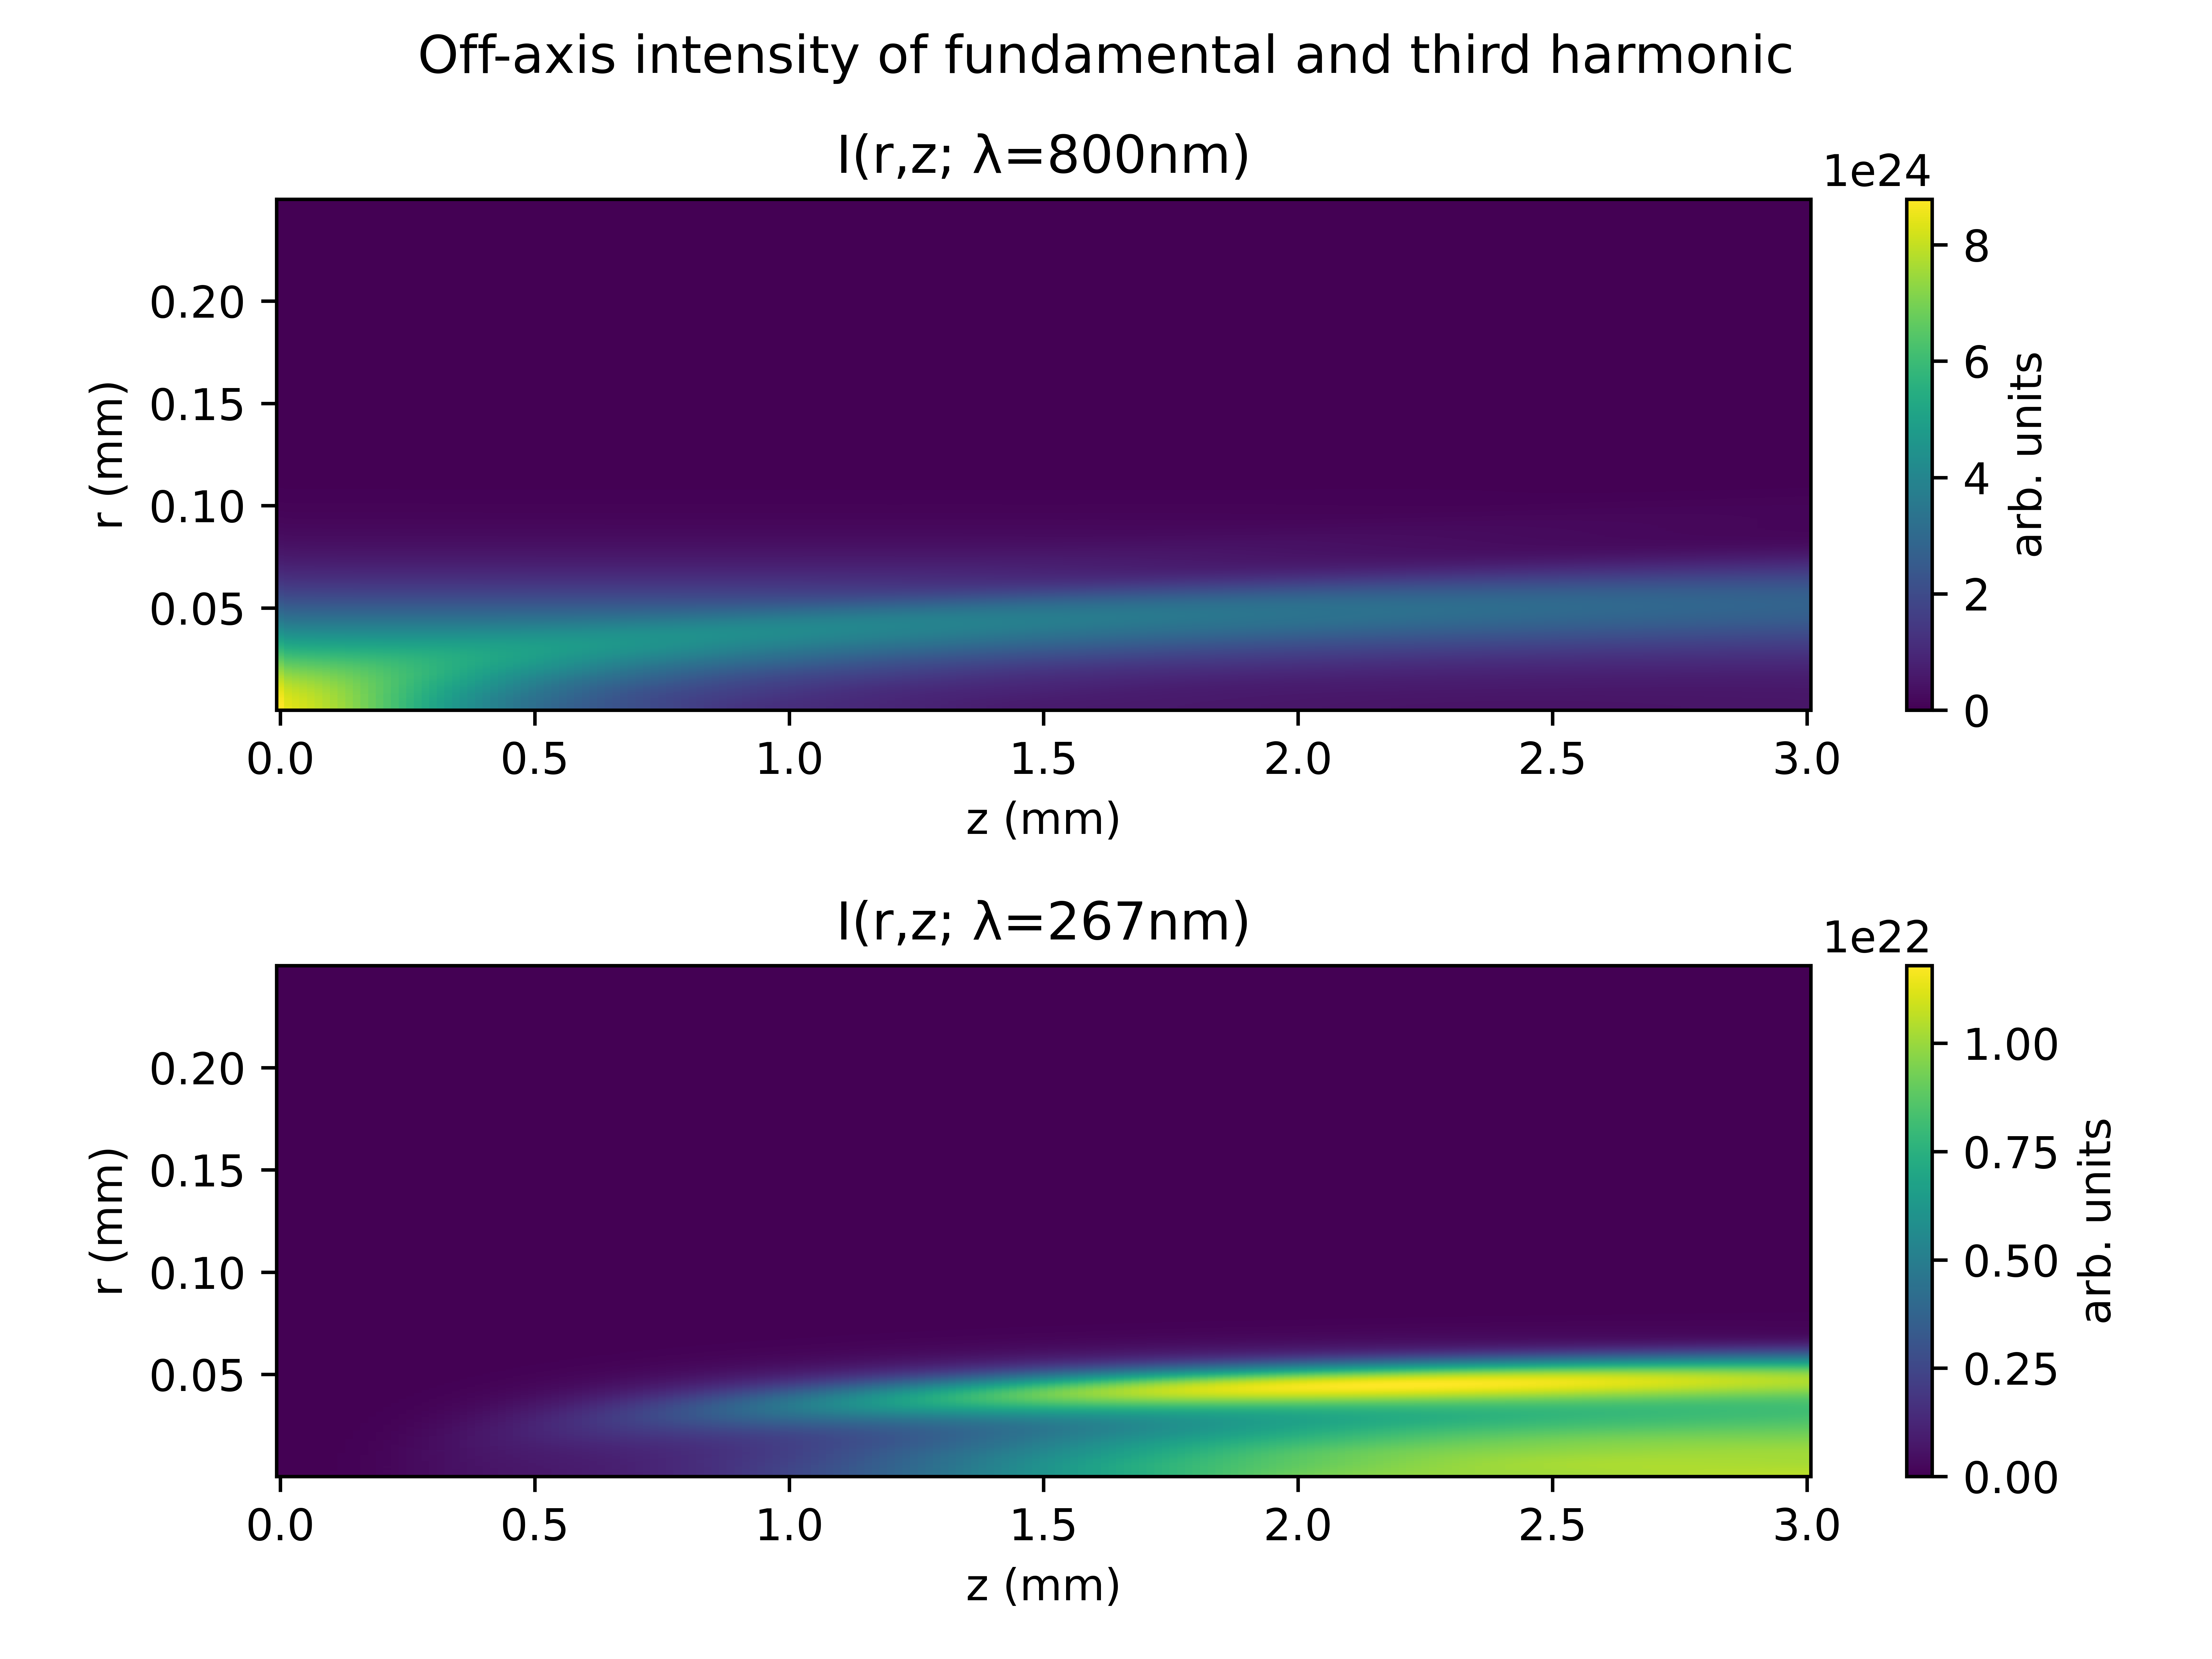 Off-axis intensity of fundamental and third harmonic
I(r,z; λ=800nm)
1e24
r (mm)
0.20
0.15
0.10
0.05
0.0 0.5 1.0 1.5 2.0 2.5 3.0
z (mm)
8
6
4
2
0
arb. units
I(r,z; λ=267nm)
1e22
r (mm)
0.20
0.15
0.10
0.05
0.0 0.5 1.0 1.5 2.0 2.5 3.0
z (mm)
1.00
0.75
0.50
0.25
0.00
arb. units